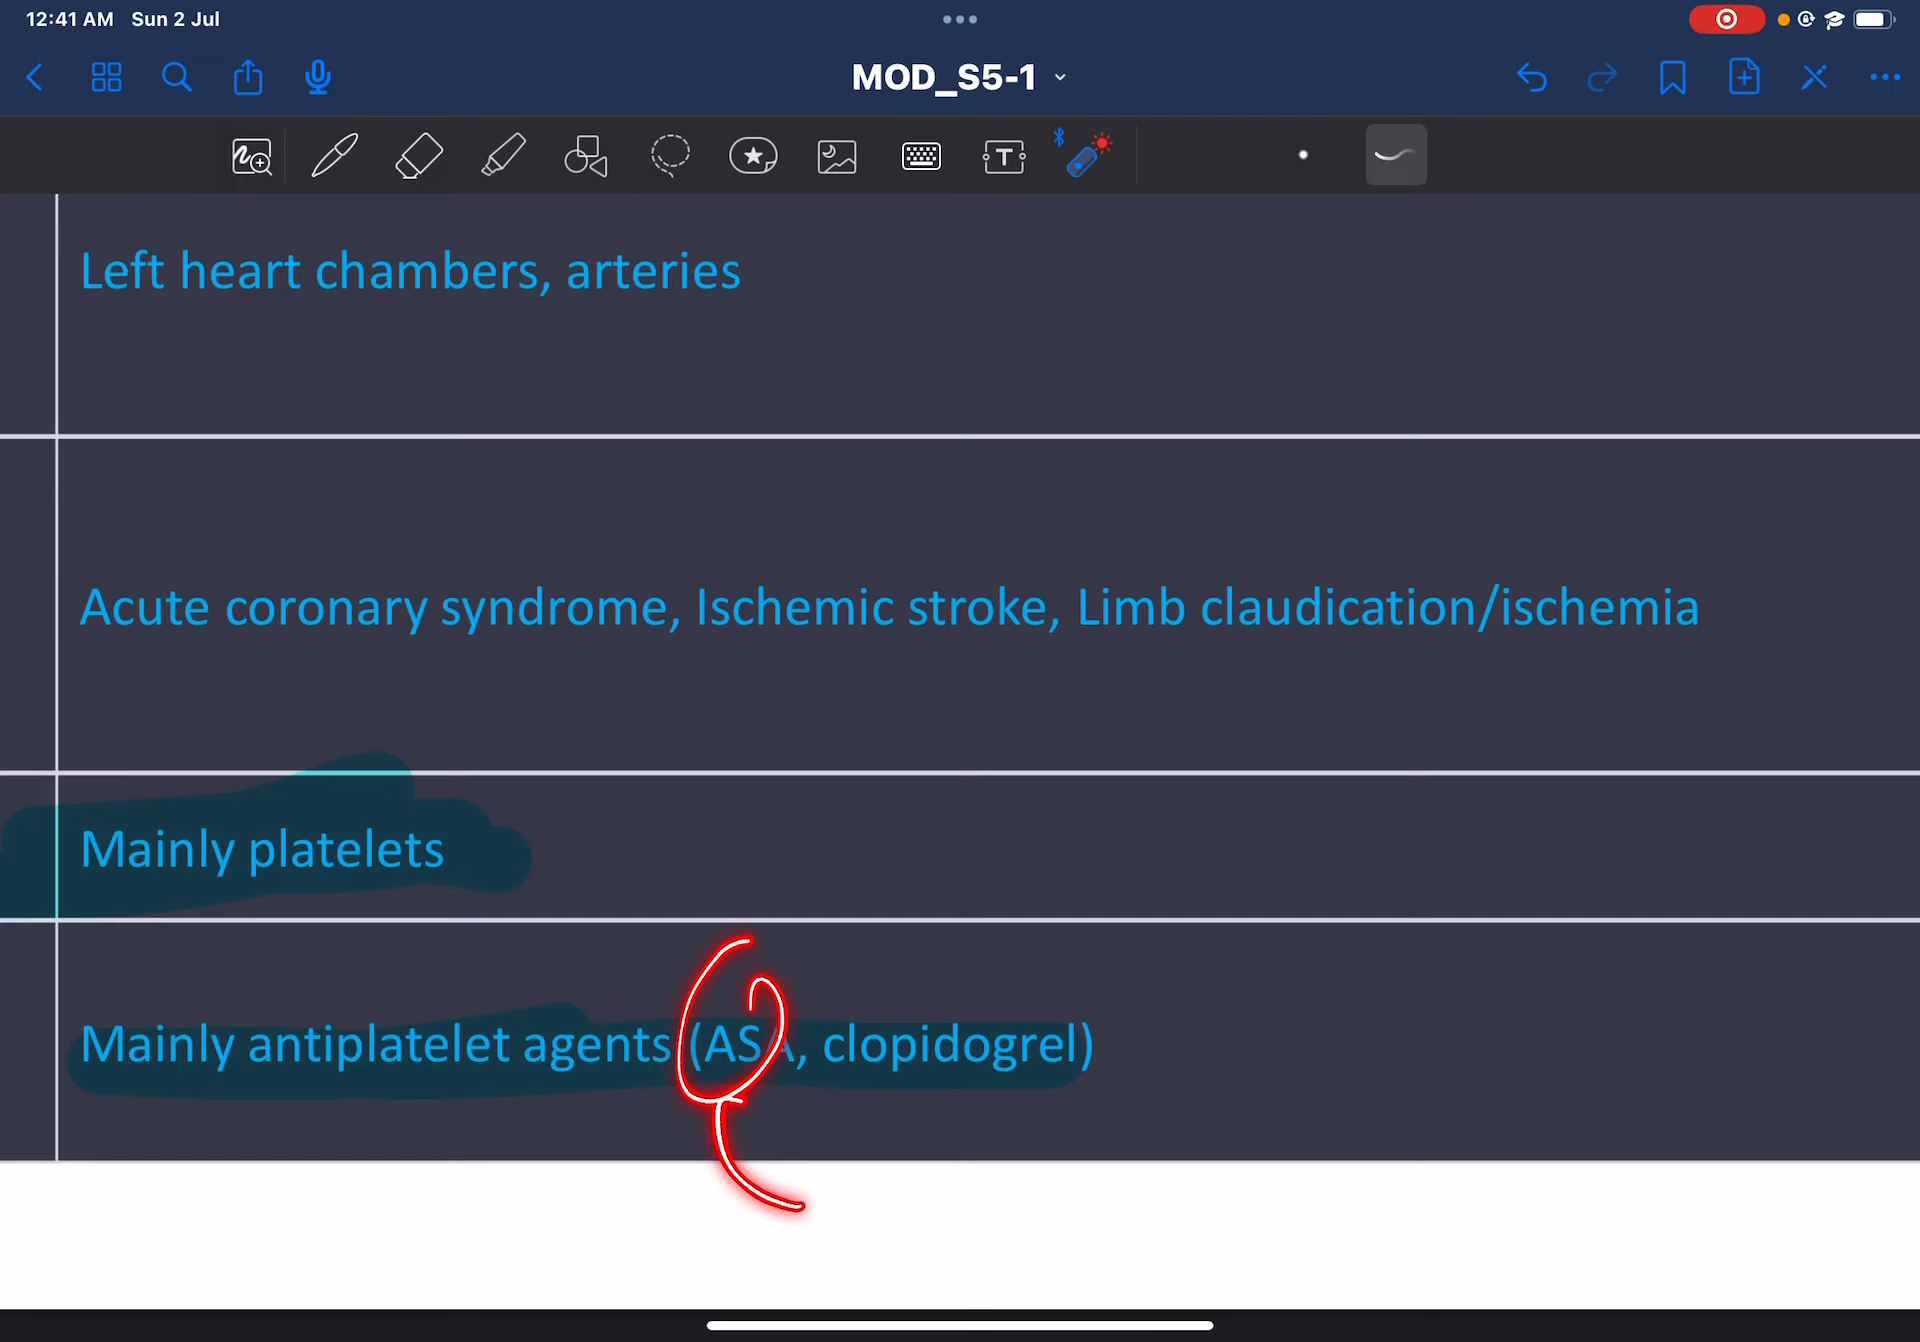 12:41 AM Sun 2 Jul
MOD_S5-1
T
Left heart chambers, arteries
Acute coronary syndrome, Ischemic stroke, Limb claudication/ischemia
Mainly platelets
Mainly antiplatelet agents (ASA, clopidogrel)